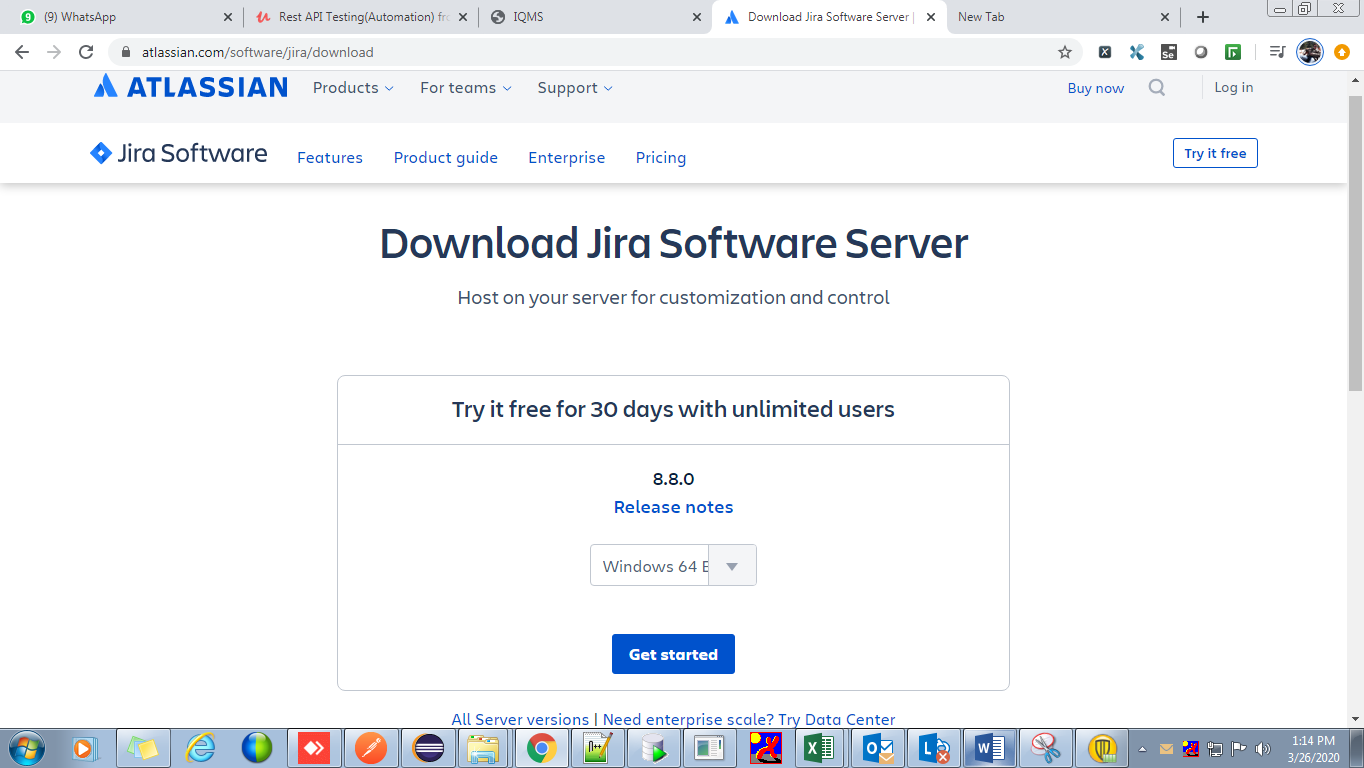 (9) WhatsApp
Rest API Testing(Automation) fro
IQMS
Download Jira Software Server |
New Tab
atlassian.com/software/jira/download
ATLASSIAN Products For teams Support Buy now Log in
Jira Software Features Product guide Enterprise Pricing Try it free
Download Jira Software Server
Host on your server for customization and control
Try it free for 30 days with unlimited users
8.8.0
Release notes
Windows 64 B
Get started
All Server versions | Need enterprise scale? Try Data Center
1:14 PM
3/26/2020